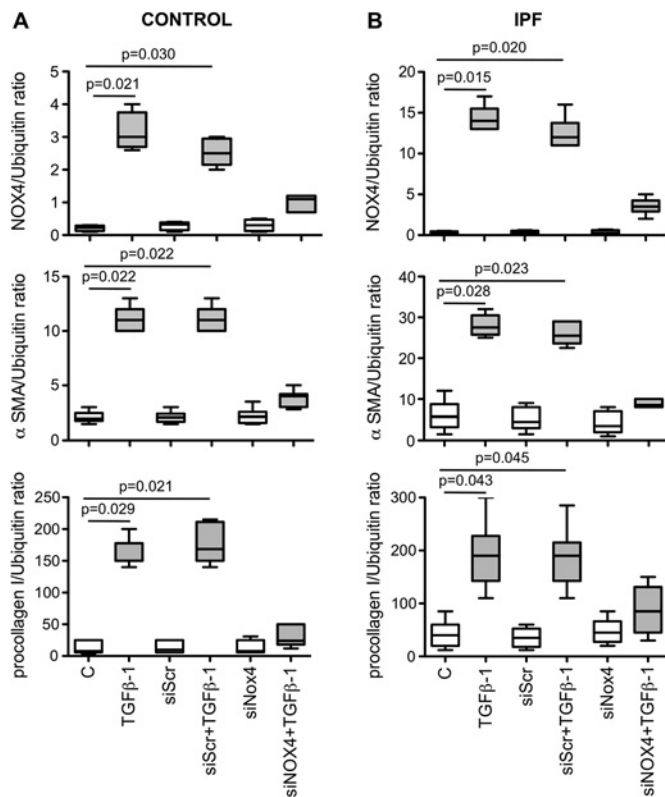 A CONTROL
p=0.030
p=0.021
NOX4/Ubiquitin ratio
5
4
3
2
1
0
p=0.022
p=0.022
α SMA/Ubiquitin ratio
15
10
5
0
p=0.021
p=0.029
procollagen I/Ubiquitin ratio
250
200
150
100
50
0
C
TGFβ-1
siScr
siScr+TGFβ-1
siNox4
siNOX4+TGFβ-1
B IPF
p=0.020
p=0.015
NOX4/Ubiquitin ratio
20
15
10
5
0
p=0.023
p=0.028
α SMA/Ubiquitin ratio
40
30
20
10
0
p=0.045
p=0.043
procollagen I/Ubiquitin ratio
300
200
100
0
C
TGFβ-1
siScr
siScr+TGFβ-1
siNox4
siNOX4+TGFβ-1